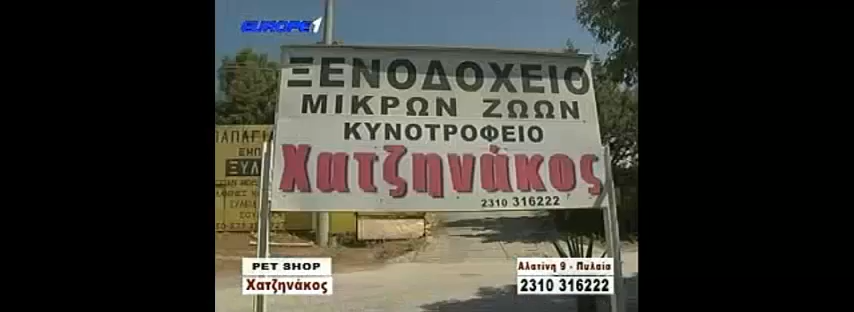 EUROPE 1
ΞΕΝΟΔΟΧΕΙΟ
ΜΙΚΡΩΝ ΖΩΩΝ
ΚΥΝΟΤΡΟΦΕΙΟ
Χατζηνάκος
2310 316222
PET SHOP
Χατζηνάκος
Αλατίνη 9 - Πυλαία
2310 316222